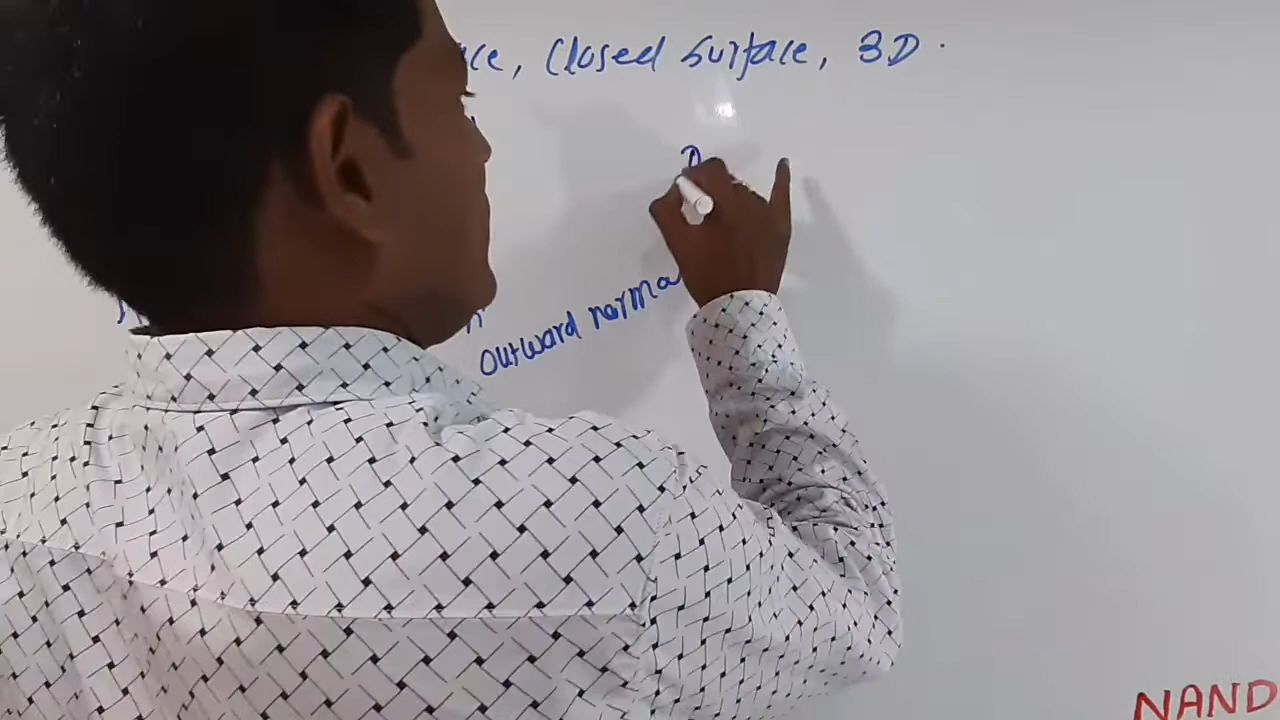 ce, Closed Surface, 3D.
Outward norma
NAND